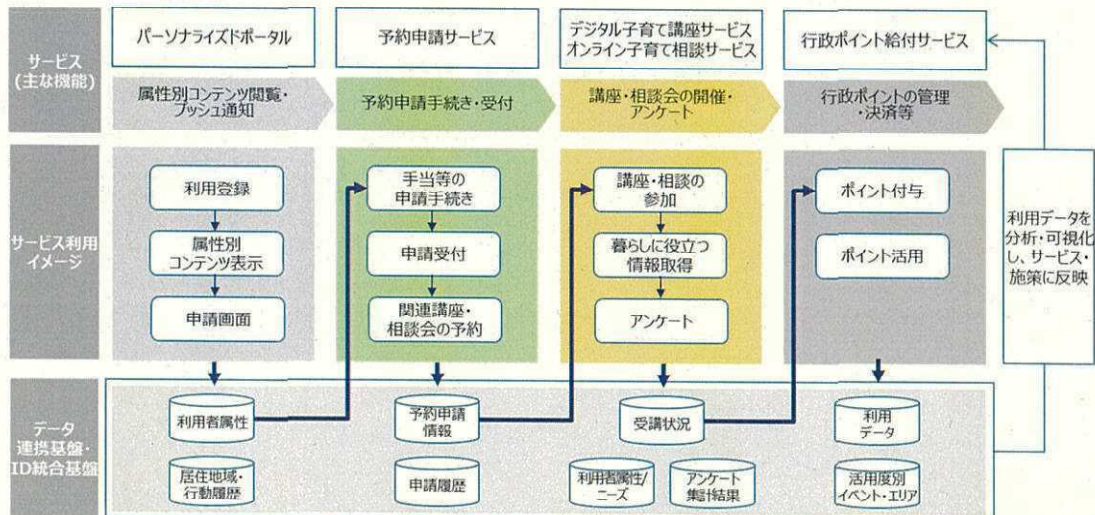 サービス
(主な機能)
パーソナライズドポータル
予約申請サービス
デジタル子育て講座サービス
オンライン子育て相談サービス
行政ポイント給付サービス
属性別コンテンツ閲覧・
プッシュ通知
予約申請手続き・受付
講座・相談会の開催・
アンケート
行政ポイントの管理
・決済等
サービス利用
イメージ
利用登録
属性別
コンテンツ表示
申請画面
手当等の
申請手続き
申請受付
関連講座・
相談会の予約
講座・相談の
参加
暮らしに役立つ
情報取得
アンケート
ポイント付与
ポイント活用
利用データを
分析・可視化
し、サービス・
施策に反映
データ
連携基盤・
ID統合基盤
利用者属性
居住地域・
行動履歴
予約申請
情報
申請履歴
受講状況
利用者属性/
ニーズ
アンケート
集計結果
利用
データ
活用度別
イベント・エリア